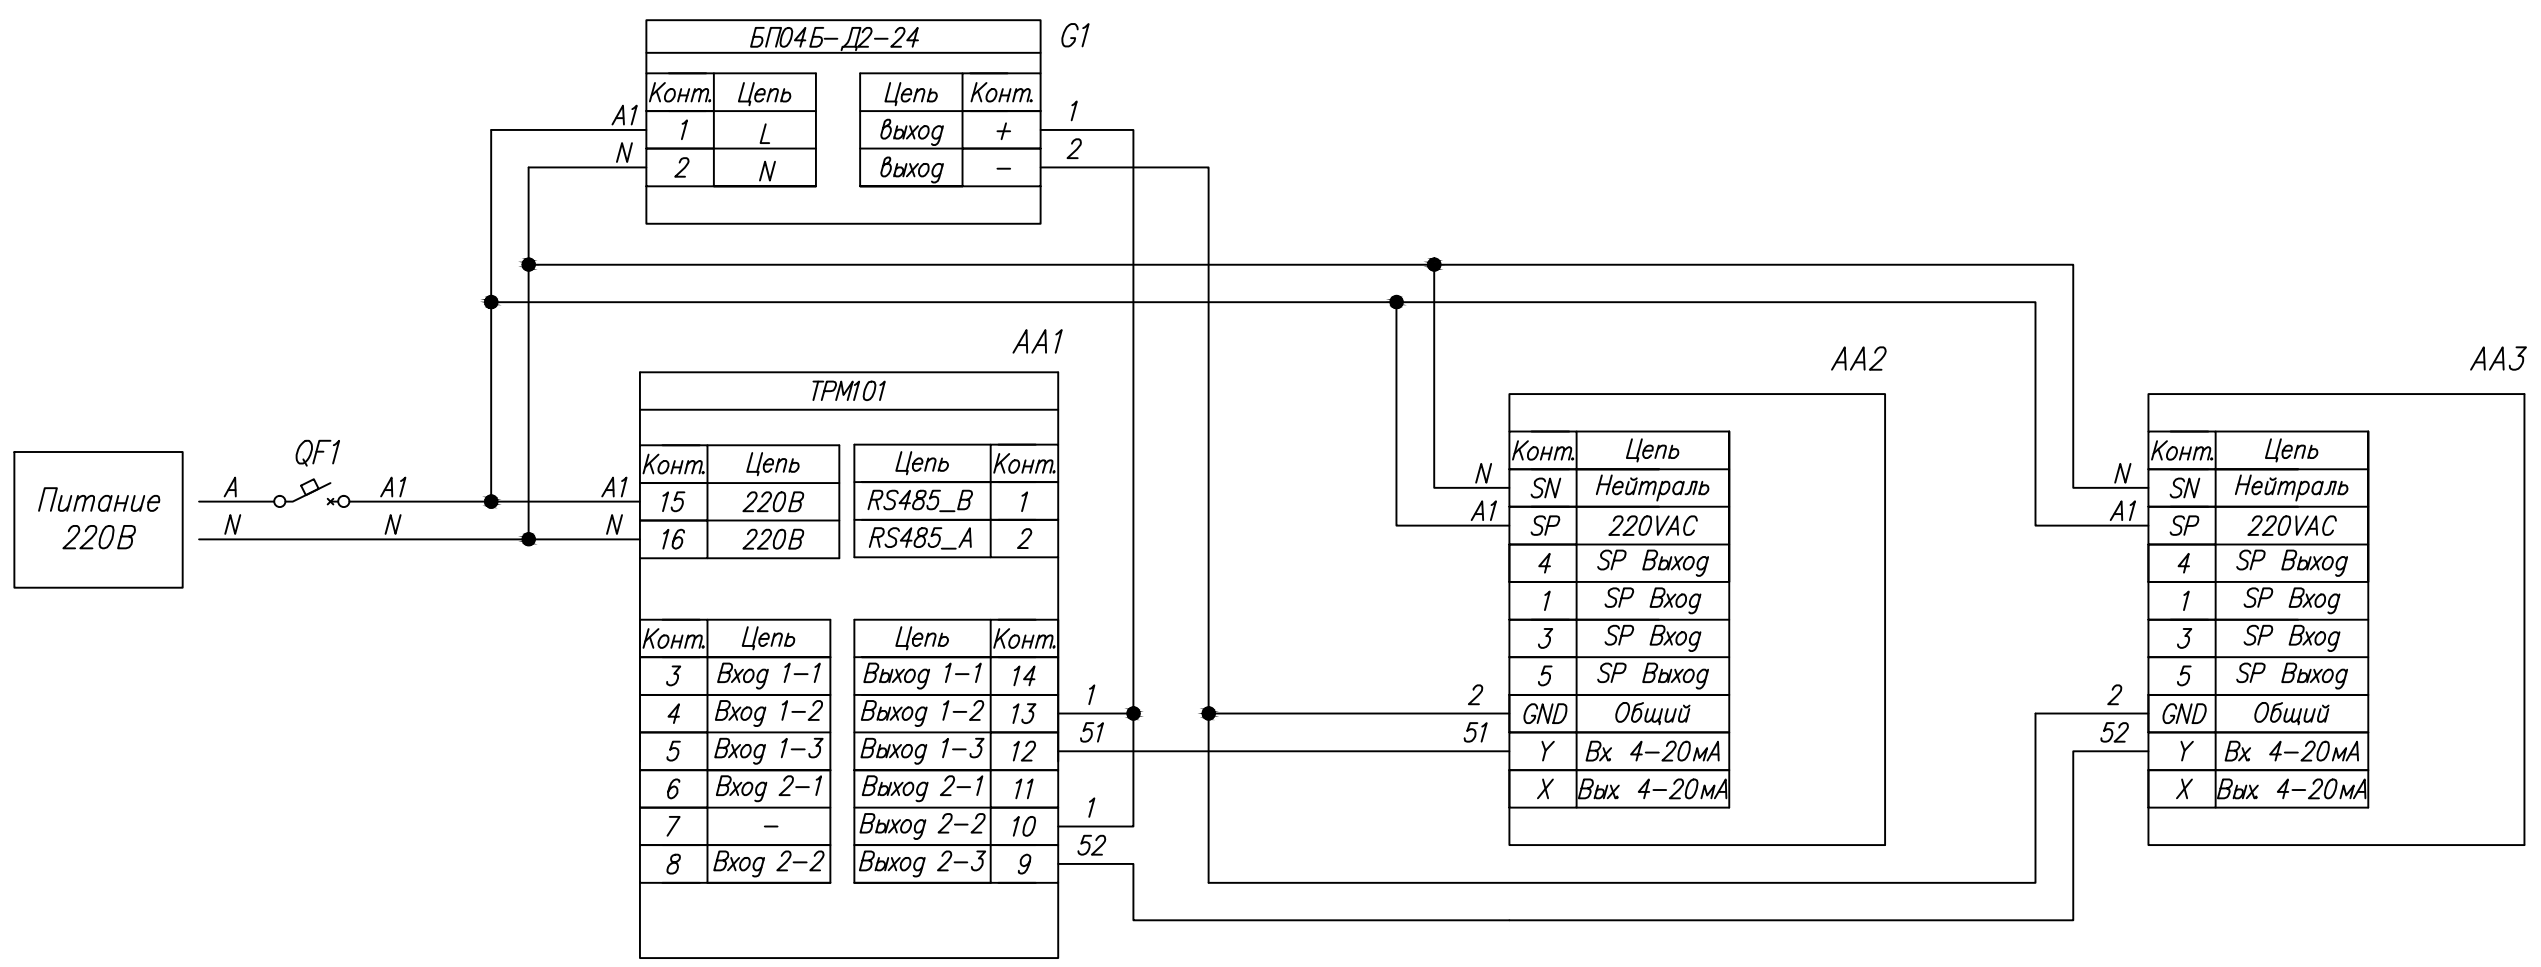 БП04Б-Д2-24
G1
Конт. Цепь Цепь Конт.
A1 1 L выход + 1
N 2 N выход - 2
AA1
AA2
AA3
ТРМ101
QF1
Питание
220В
A
N
A1
N
Конт. Цепь Цепь Конт.
A1 15 220В RS485_B 1
N 16 220В RS485_A 2
Конт. Цепь Цепь Конт.
3 Вход 1-1 Выход 1-1 14
4 Вход 1-2 Выход 1-2 13 1
5 Вход 1-3 Выход 1-3 12 51
6 Вход 2-1 Выход 2-1 11
7 - Выход 2-2 10 1
8 Вход 2-2 Выход 2-3 9 52
Конт. Цепь
N SN Нейтраль
A1 SP 220VAC
4 SP Выход
1 SP Вход
3 SP Вход
5 SP Выход
2 GND Общий
51 Y Вх. 4-20мА
X Вых. 4-20мА
Конт. Цепь
N SN Нейтраль
A1 SP 220VAC
4 SP Выход
1 SP Вход
3 SP Вход
5 SP Выход
2 GND Общий
52 Y Вх. 4-20мА
X Вых. 4-20мА